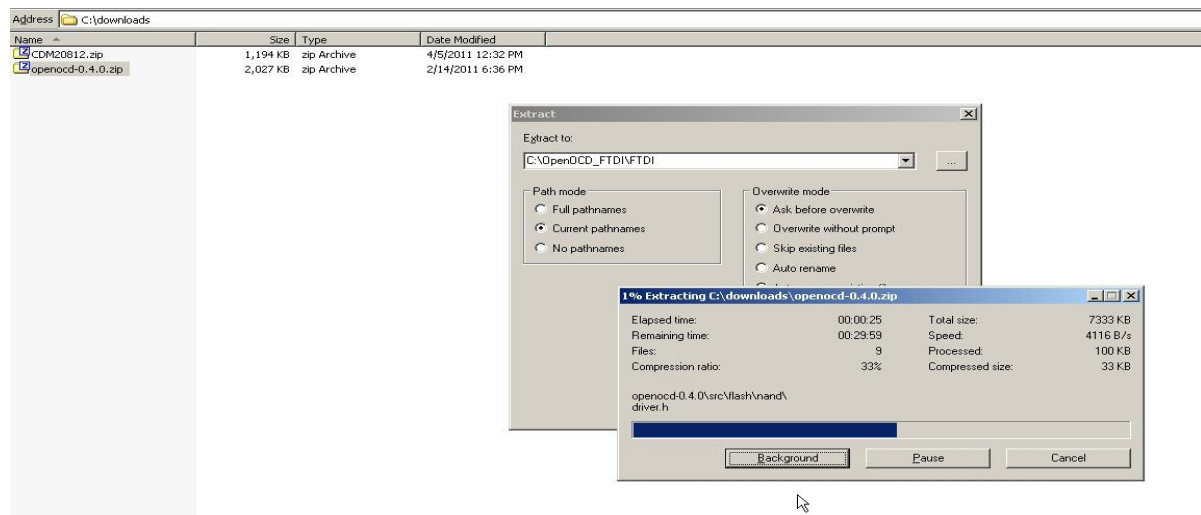 Address C:\downloads
Name Size Type Date Modified
CDM20812.zip 1,194 KB zip Archive 4/5/2011 12:32 PM
openocd-0.4.0.zip 2,027 KB zip Archive 2/14/2011 6:36 PM
Extract
Extract to:
C:\OpenOCD_FTDI\FTDI
...
Path mode
Full pathnames
Current pathnames
No pathnames
Overwrite mode
Ask before overwrite
Overwrite without prompt
Skip existing files
Auto rename
1% Extracting C:\downloads\openocd-0.4.0.zip
Elapsed time: 00:00:25 Total size: 7333 KB
Remaining time: 00:29:59 Speed: 4116 B/s
Files: 9 Processed: 100 KB
Compression ratio: 33% Compressed size: 33 KB
openocd-0.4.0\src\flash\nand\
driver.h
Background Pause Cancel